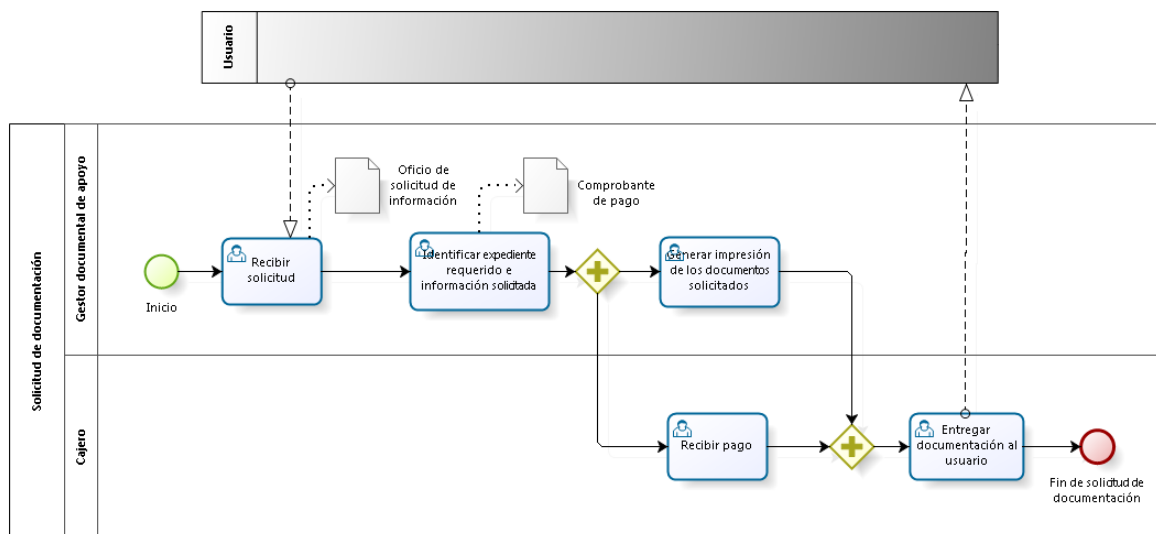 Usuario
Solicitud de documentación
Gestor documental de apoyo
Oficio de
solicitud de
información
Comprobante
de pago
Inicio
Recibir
solicitud
Identificar expediente
requerido e
información solicitada
Generar impresión
de los documentos
solicitados
Cajero
Recibir pago
Entregar
documentación al
usuario
Fin de solicitud de
documentación